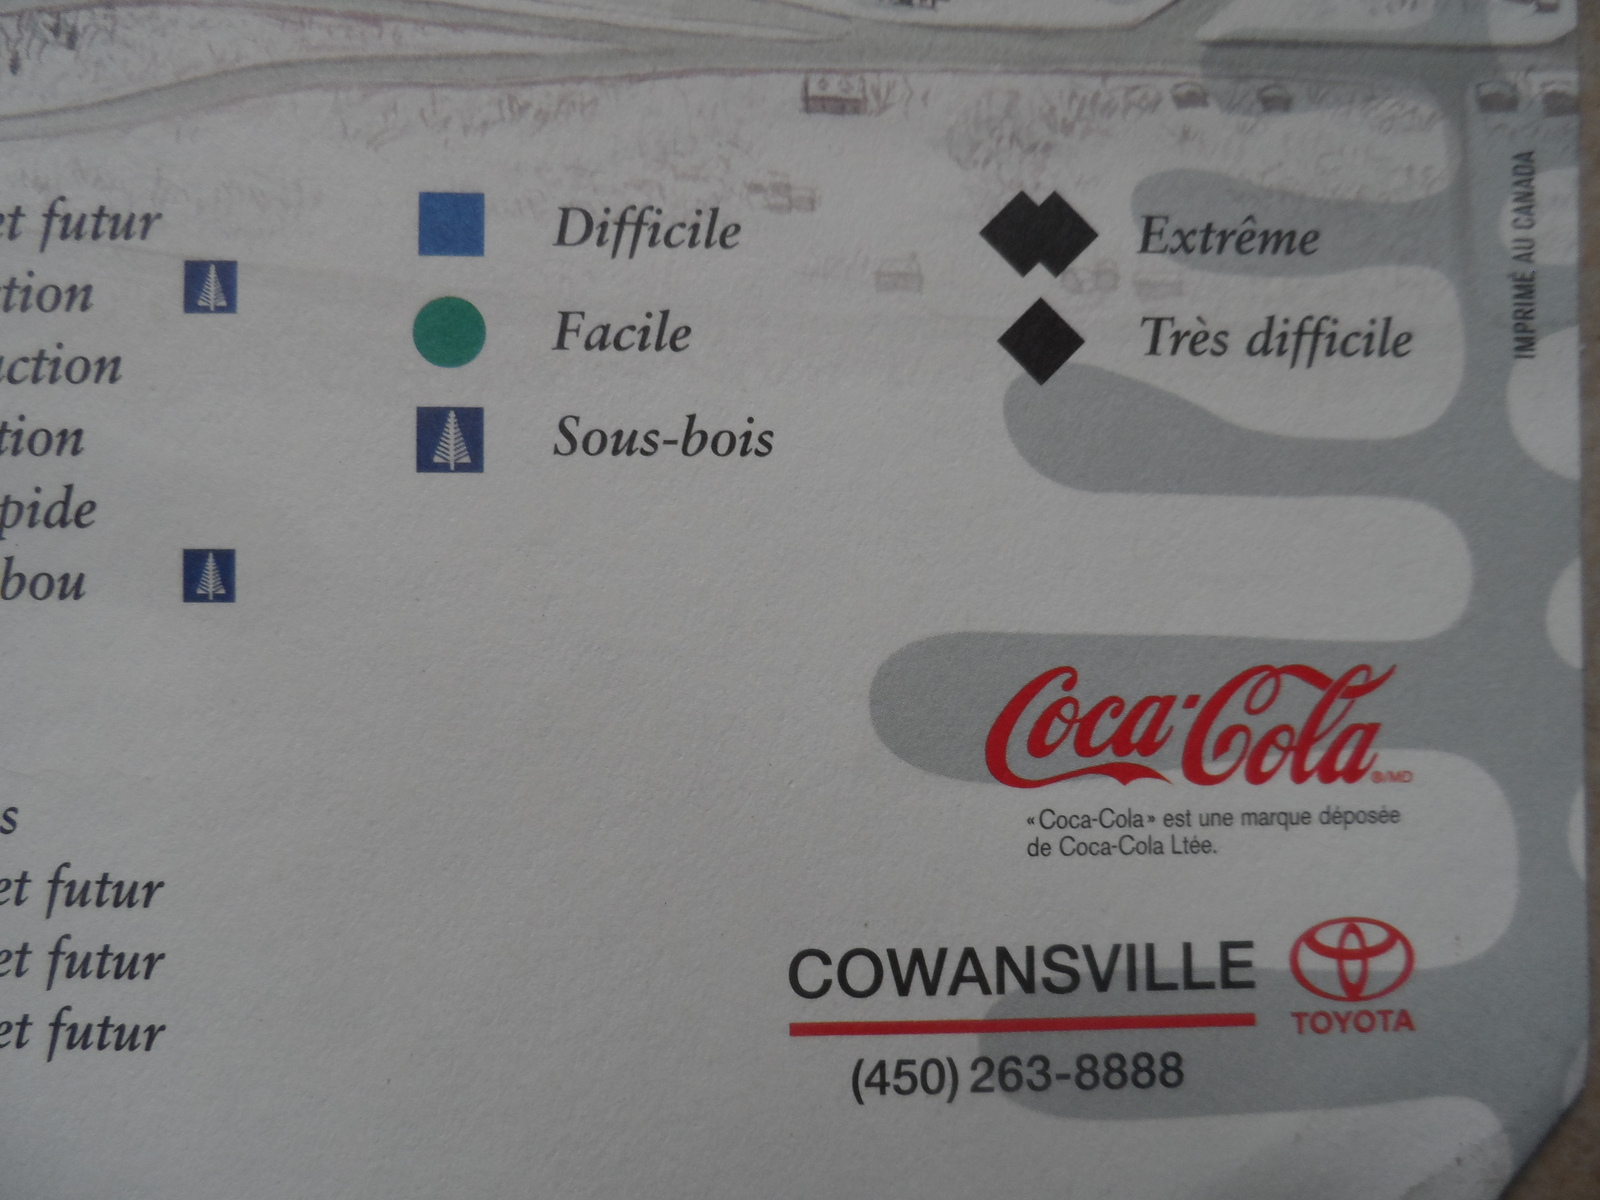 et futur
tion
ction
tion
pide
bou
s
et futur
et futur
et futur
Difficile
Facile
Sous-bois
Extrême
Très difficile
IMPRIMÉ AU CANADA
Coca-Cola ®/MD
«Coca-Cola» est une marque déposée
de Coca-Cola Ltée.
COWANSVILLE
TOYOTA
(450) 263-8888